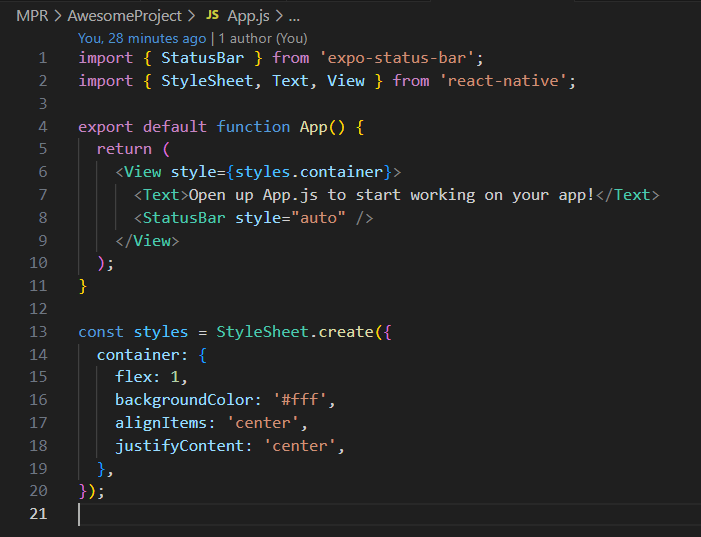 MPR > AwesomeProject > JS App.js > ...
You, 28 minutes ago | 1 author (You)
1 import { StatusBar } from 'expo-status-bar';
2 import { StyleSheet, Text, View } from 'react-native';
3
4 export default function App() {
5   return (
6     <View style={styles.container}>
7       <Text>Open up App.js to start working on your app!</Text>
8       <StatusBar style="auto" />
9     </View>
10   );
11 }
12
13 const styles = StyleSheet.create({
14   container: {
15     flex: 1,
16     backgroundColor: '#fff',
17     alignItems: 'center',
18     justifyContent: 'center',
19   },
20 });
21